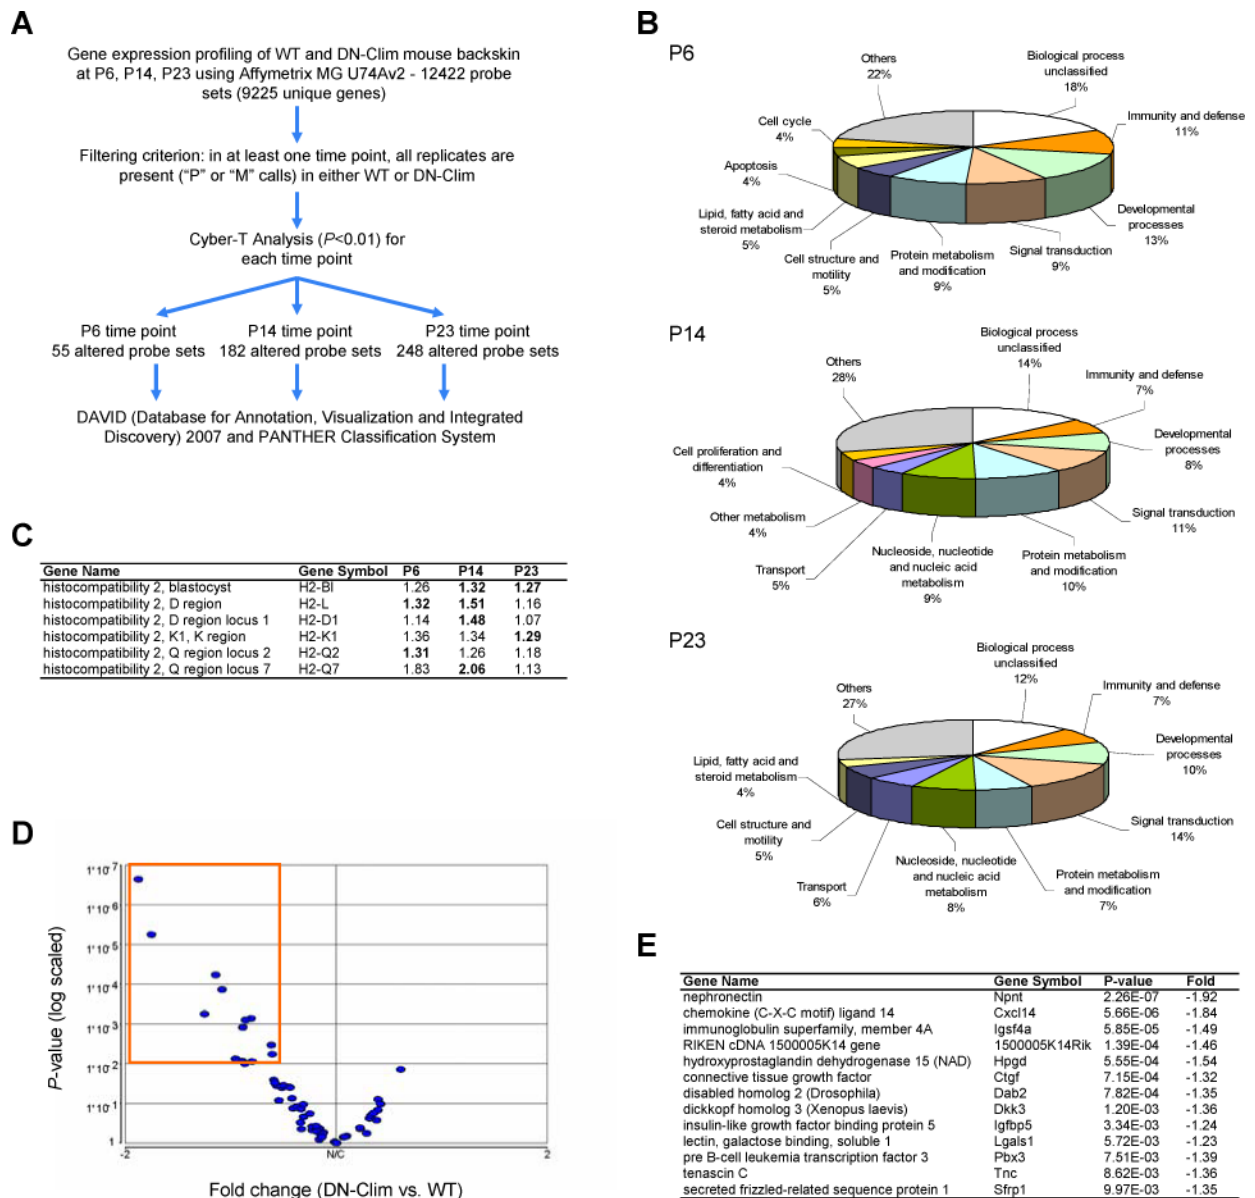 A
Gene expression profiling of WT and DN-Clim mouse backskin
at P6, P14, P23 using Affymetrix MG U74Av2 - 12422 probe
sets (9225 unique genes)
Filtering criterion: in at least one time point, all replicates are
present ("P" or "M" calls) in either WT or DN-Clim
Cyber-T Analysis (P<0.01) for
each time point
P6 time point
55 altered probe sets
P14 time point
182 altered probe sets
P23 time point
248 altered probe sets
DAVID (Database for Annotation, Visualization and Integrated
Discovery) 2007 and PANTHER Classification System
B
P6
Others
22%
Biological process
unclassified
18%
Immunity and defense
11%
Cell cycle
4%
Apoptosis
4%
Lipid, fatty acid and
steroid metabolism
5%
Cell structure and
motility
5%
Protein metabolism
and modification
9%
Signal transduction
9%
Developmental
processes
13%
P14
Others
28%
Biological process
unclassified
14%
Immunity and defense
7%
Developmental
processes
8%
Cell proliferation and
differentiation
4%
Other metabolism
4%
Transport
5%
Nucleoside, nucleotide
and nucleic acid
metabolism
9%
Protein metabolism
and modification
10%
Signal transduction
11%
P23
Others
27%
Biological process
unclassified
12%
Immunity and defense
7%
Developmental
processes
10%
Lipid, fatty acid and
steroid metabolism
4%
Cell structure and
motility
5%
Transport
6%
Nucleoside, nucleotide
and nucleic acid
metabolism
8%
Protein metabolism
and modification
7%
Signal transduction
14%
C
Gene Name Gene Symbol P6 P14 P23
histocompatibility 2, blastocyst H2-Bl 1.26 1.32 1.27
histocompatibility 2, D region H2-L 1.32 1.51 1.16
histocompatibility 2, D region locus 1 H2-D1 1.14 1.48 1.07
histocompatibility 2, K1, K region H2-K1 1.36 1.34 1.29
histocompatibility 2, Q region locus 2 H2-Q2 1.31 1.26 1.18
histocompatibility 2, Q region locus 7 H2-Q7 1.83 2.06 1.13
D
P-value (log scaled)
1*10-7
1*10-6
1*10-5
1*10-4
1*10-3
1*10-2
1*10-1
1
-2 N/C 2
Fold change (DN-Clim vs. WT)
E
Gene Name Gene Symbol P-value Fold
nephronectin Npnt 2.26E-07 -1.92
chemokine (C-X-C motif) ligand 14 Cxcl14 5.66E-06 -1.84
immunoglobulin superfamily, member 4A Igsf4a 5.85E-05 -1.49
RIKEN cDNA 1500005K14 gene 1500005K14Rik 1.39E-04 -1.46
hydroxyprostaglandin dehydrogenase 15 (NAD) Hpgd 5.55E-04 -1.54
connective tissue growth factor Ctgf 7.15E-04 -1.32
disabled homolog 2 (Drosophila) Dab2 7.82E-04 -1.35
dickkopf homolog 3 (Xenopus laevis) Dkk3 1.20E-03 -1.36
insulin-like growth factor binding protein 5 Igfbp5 3.34E-03 -1.24
lectin, galactose binding, soluble 1 Lgals1 5.72E-03 -1.23
pre B-cell leukemia transcription factor 3 Pbx3 7.51E-03 -1.39
tenascin C Tnc 8.62E-03 -1.36
secreted frizzled-related sequence protein 1 Sfrp1 9.97E-03 -1.35